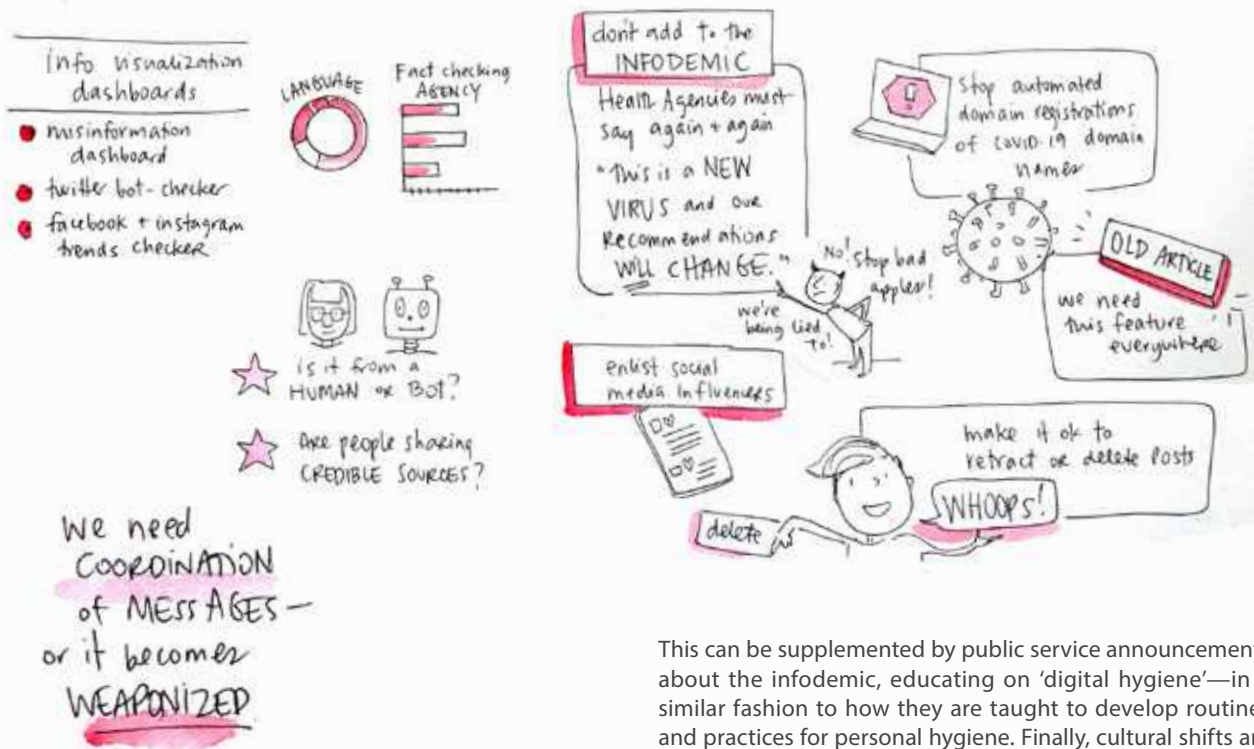 info visualization
dashboards
misinformation
dashboard
twitter bot-checker
facebook + instagram
trends checker
LANGUAGE
Fact checking
AGENCY
is it from a
HUMAN or BOT?
Are people sharing
CREDIBLE SOURCES?
We need
COORDINATION
of MESSAGES—
or it becomes
WEAPONIZED
don't add to the
INFODEMIC
Health Agencies must
say again + again
"This is a NEW
VIRUS and our
Recommendations
WILL CHANGE."
No! Stop bad
apples!
we're
being lied
to!
Stop automated
domain registrations
of COVID-19 domain
names
OLD ARTICLE
we need
this feature
everywhere
enlist social
media influencers
make it ok to
retract or delete Posts
WHOOPS!
delete
This can be supplemented by public service announcement
about the infodemic, educating on ‘digital hygiene’—in
similar fashion to how they are taught to develop routine
and practices for personal hygiene. Finally, cultural shifts a